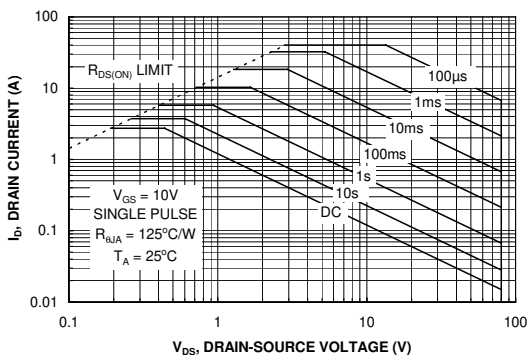 100
10
1
0.1
0.01
I_D, DRAIN CURRENT (A)
R_DS(ON) LIMIT
100µs
1ms
10ms
100ms
1s
10s
DC
V_GS = 10V
SINGLE PULSE
R_θJA = 125°C/W
T_A = 25°C
0.1
1
10
100
V_DS, DRAIN-SOURCE VOLTAGE (V)